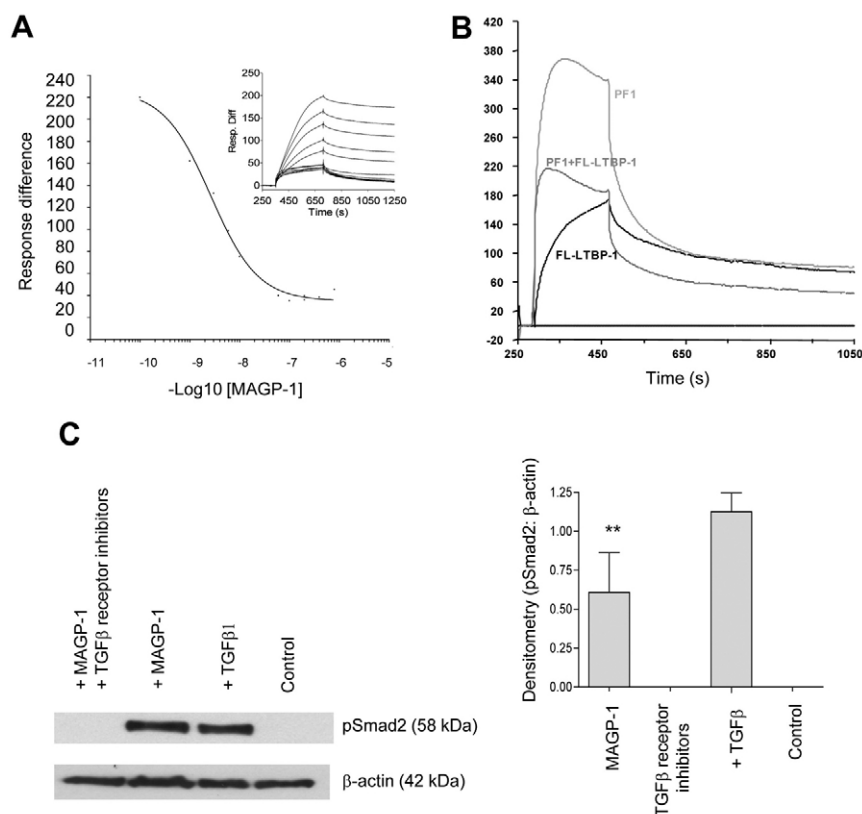 A
Response difference
240
220
200
180
160
140
120
100
80
60
40
20
0
-11
-10
-9
-8
-7
-6
-5
-Log10 [MAGP-1]
Resp. Diff
250
200
150
100
50
0
250
450
650
850
1050
1250
Time (s)
B
420
380
340
300
260
220
180
140
100
60
20
-20
PF1
PF1+FL-LTBP-1
FL-LTBP-1
250
450
650
850
1050
Time (s)
C
+ MAGP-1
+ TGFβ receptor inhibitors
+ MAGP-1
+ TGFβ1
Control
pSmad2 (58 kDa)
β-actin (42 kDa)
Densitometry (pSmad2: β-actin)
1.25
1.00
0.75
0.50
0.25
0.00
**
MAGP-1
TGFβ receptor
inhibitors
+ TGFβ
Control